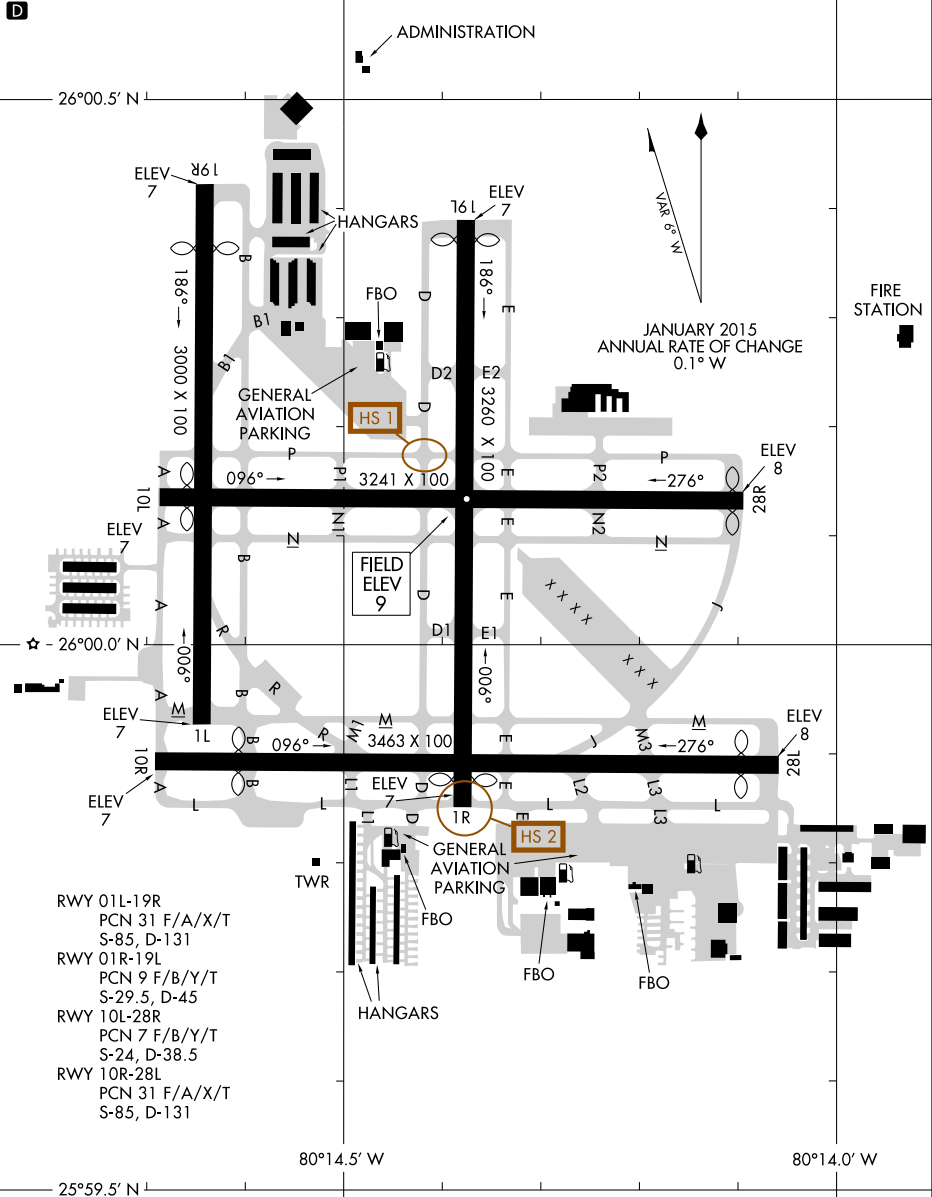 D
ADMINISTRATION
26°00.5' N
ELEV
7
19R
HANGARS
19L
ELEV
7
VAR 6° W
B
186°
3000 X 100
B1
B1
FBO
D
186°
E
JANUARY 2015
ANNUAL RATE OF CHANGE
0.1° W
FIRE
STATION
GENERAL
AVIATION
PARKING
D2
E2
D
3260 X 100
HS 1
P
P
A
096°
P1
3241 X 100
E
P2
276°
ELEV
8
10L
28R
A
N1
E
N2
ELEV
7
N
N
B
FIELD
ELEV
9
D
E
X X X X
A
J
R
D1
E1
26°00.0' N
006°
006°
X X X
R
A
B
M
ELEV
7
1L
M
M
ELEV
8
10R
B
096°
R
M1
3463 X 100
J
M3
276°
28L
A
B
L1
D
E
L2
L3
ELEV
7
ELEV
7
L
L
L1
D
1R
E
L
L3
L
HS 2
GENERAL
AVIATION
PARKING
TWR
FBO
FBO
FBO
HANGARS
RWY 01L-19R
PCN 31 F/A/X/T
S-85, D-131
RWY 01R-19L
PCN 9 F/B/Y/T
S-29.5, D-45
RWY 10L-28R
PCN 7 F/B/Y/T
S-24, D-38.5
RWY 10R-28L
PCN 31 F/A/X/T
S-85, D-131
80°14.5' W
80°14.0' W
25°59.5' N